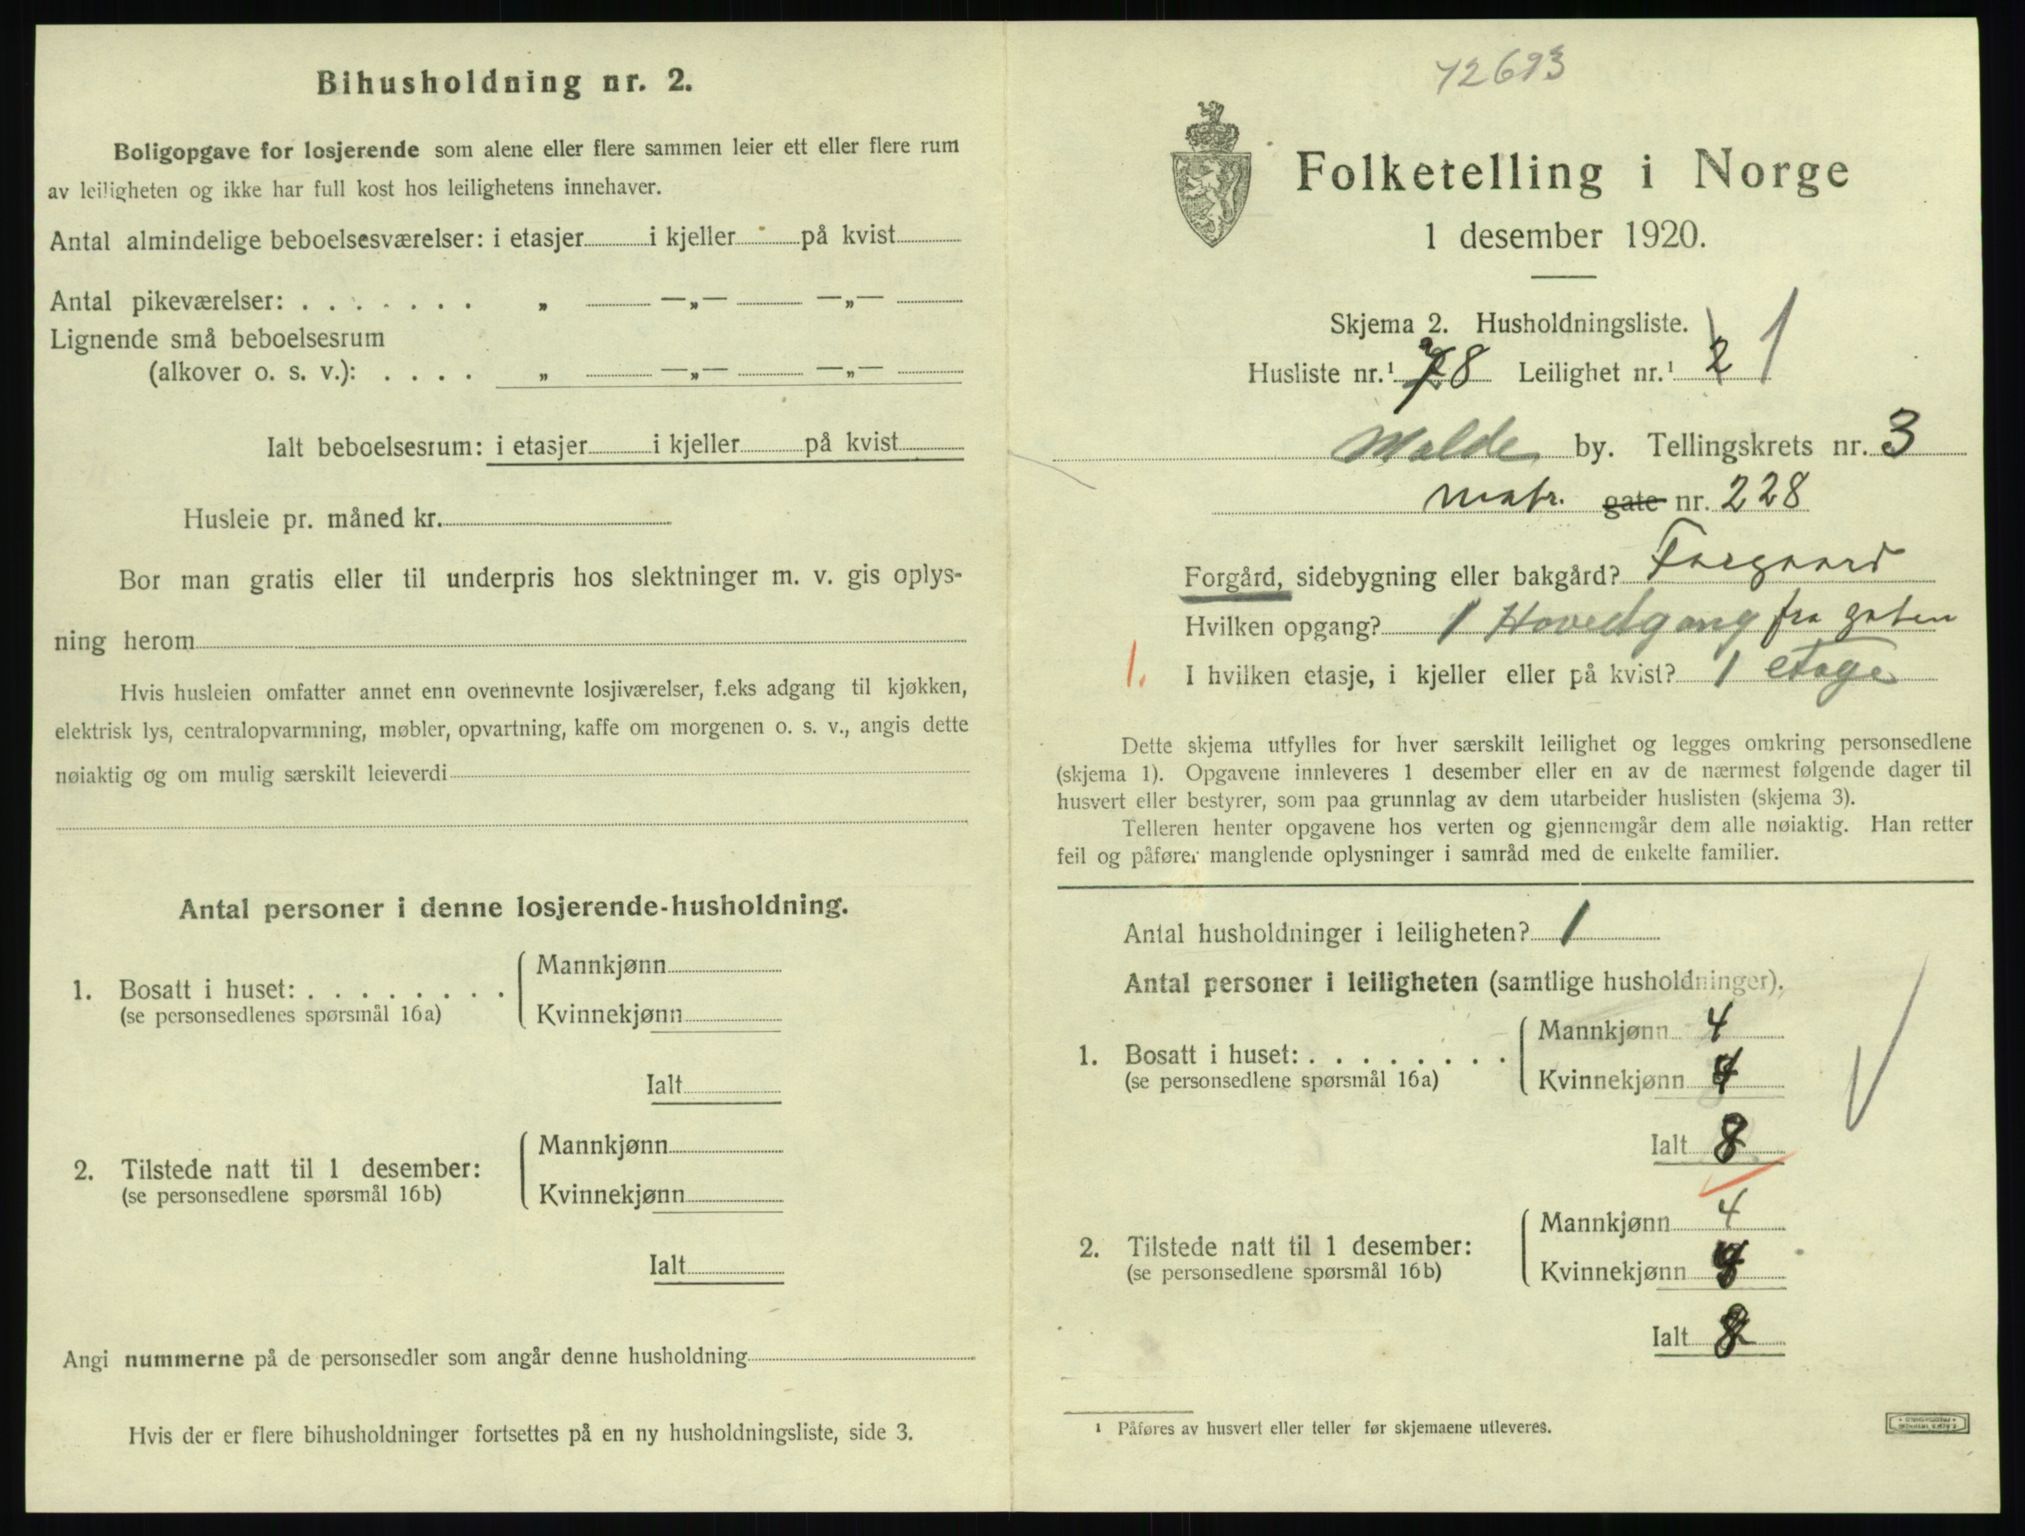 Bihusholdning nr. 2.
Boligopgave for losjerende som alene eller flere sammen leier ett eller flere rum
av leiligheten og ikke har full kost hos leilighetens innehaver.
Antal almindelige beboelsesværelser: i etasjer i kjeller på kvist
Antal pikeværelser: . . . . . . . „ —„— —„—
Lignende små beboelsesrum
(alkover o. s. v.): . . . . „ —„— —„—
Ialt beboelsesrum: i etasjer i kjeller på kvist
Husleie pr. måned kr.
Bor man gratis eller til underpris hos slektninger m. v. gis oplys-
ning herom
Hvis husleien omfatter annet enn ovennevnte losjiværelser, f.eks adgang til kjøkken,
elektrisk lys, centralopvarmning, møbler, opvartning, kaffe om morgenen o. s. v., angis dette
nøiaktig og om mulig særskilt leieverdi
Antal personer i denne losjerende-husholdning.
1. Bosatt i huset: . . . . . . . . Mannkjønn
(se personsedlenes spørsmål 16a) Kvinnekjønn
Ialt
2. Tilstede natt til 1 desember: Mannkjønn
(se personsedlene spørsmål 16b) Kvinnekjønn
Ialt
Angi nummerne på de personsedler som angår denne husholdning
Hvis der er flere bihusholdninger fortsettes på en ny husholdningsliste, side 3.
72693
Folketelling i Norge
1 desember 1920.
Skjema 2. Husholdningsliste.
Husliste nr.¹ 8 Leilighet nr.¹ 2 1
Molde by. Tellingskrets nr. 3
matr. gate nr. 228
Forgård, sidebygning eller bakgård? Forgaard
Hvilken opgang? 1 Hovedgang fra gaten
1. I hvilken etasje, i kjeller eller på kvist? 1 etage
Dette skjema utfylles for hver særskilt leilighet og legges omkring personsedlene
(skjema 1). Opgavene innleveres 1 desember eller en av de nærmest følgende dager til
husvert eller bestyrer, som paa grunnlag av dem utarbeider huslisten (skjema 3).
Telleren henter opgavene hos verten og gjennemgår dem alle nøiaktig. Han retter
feil og påfører manglende oplysninger i samråd med de enkelte familier.
Antal husholdninger i leiligheten? 1
Antal personer i leiligheten (samtlige husholdninger).
1. Bosatt i huset: . . . . . . . . Mannkjønn 4
(se personsedlene spørsmål 16a) Kvinnekjønn 4
Ialt 8
2. Tilstede natt til 1 desember: Mannkjønn 4
(se personsedlene spørsmål 16b) Kvinnekjønn 4
Ialt 8
¹ Påføres av husvert eller teller før skjemaene utleveres.